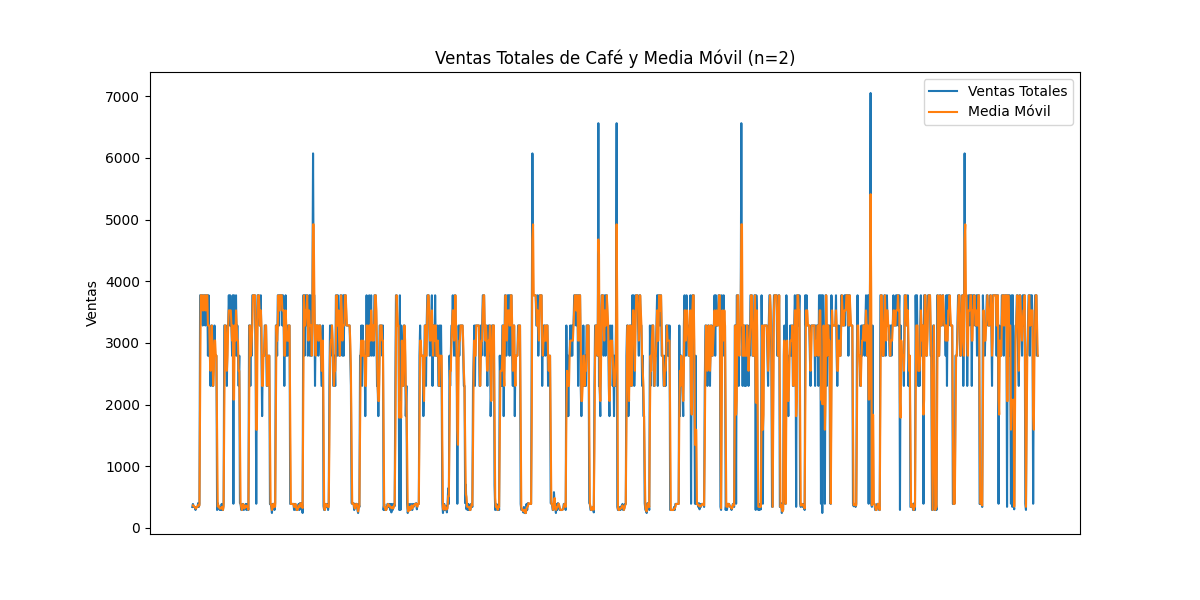 Ventas Totales de Café y Media Móvil (n=2)
Ventas Totales
Media Móvil
7000
6000
5000
4000
3000
2000
1000
0
Ventas